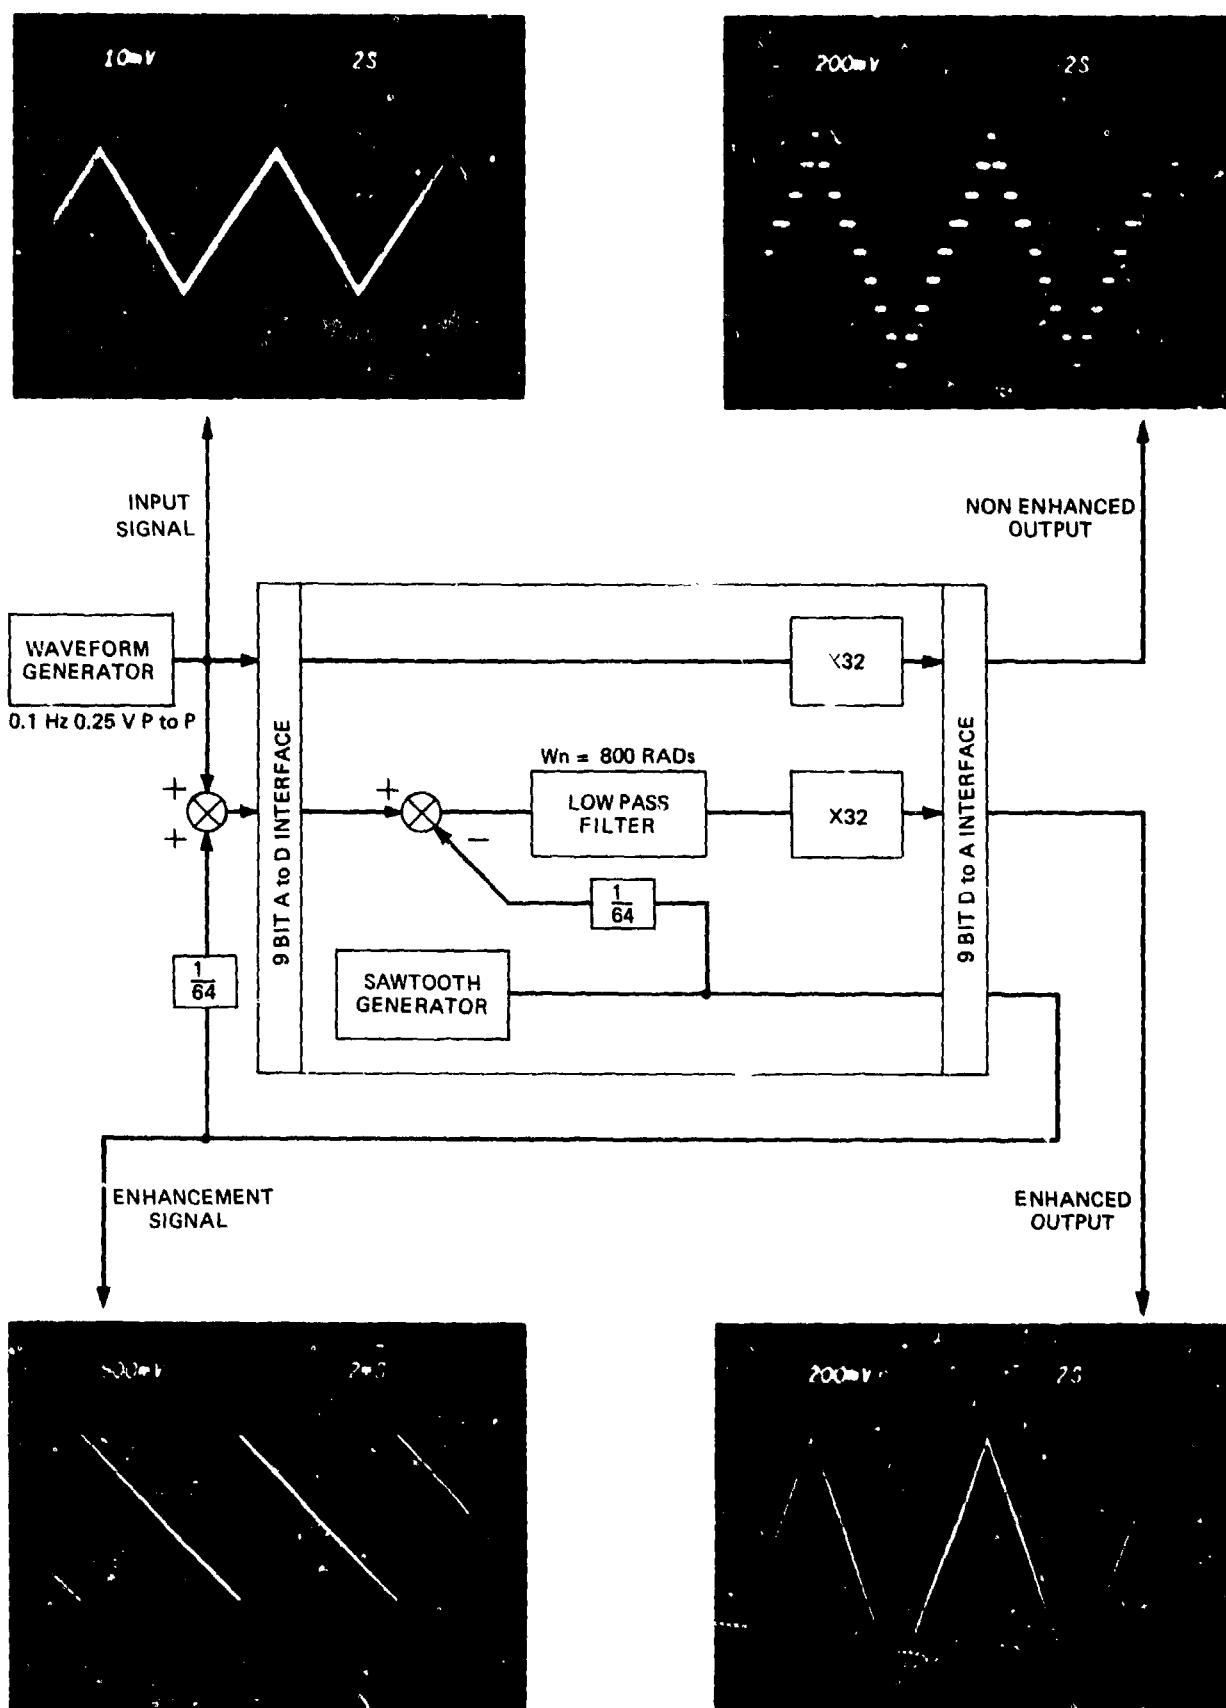 10mV 2S
200mV 2S
INPUT
SIGNAL
NON ENHANCED
OUTPUT
WAVEFORM
GENERATOR
0.1 Hz 0.25 V P to P
X32
+
+
9 BIT A to D INTERFACE
+
−
Wn = 800 RADs
LOW PASS
FILTER
X32
9 BIT D to A INTERFACE
1
64
1
64
SAWTOOTH
GENERATOR
ENHANCEMENT
SIGNAL
ENHANCED
OUTPUT
200mV 2S